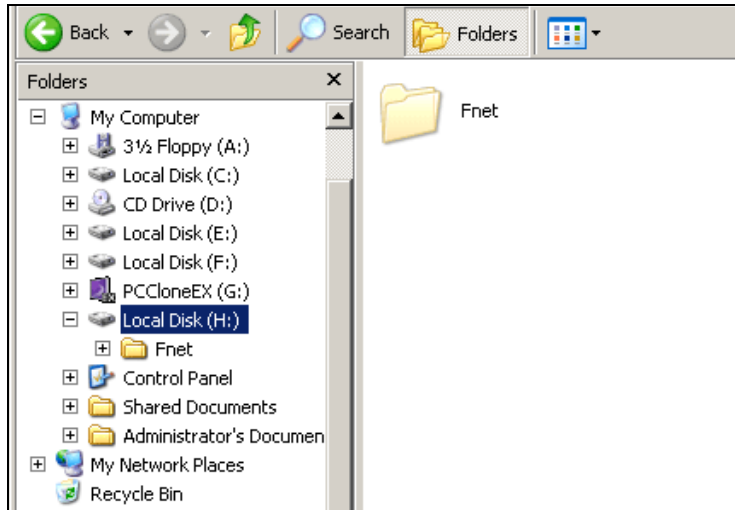 Back Search Folders
Folders
My Computer
3½ Floppy (A:)
Local Disk (C:)
CD Drive (D:)
Local Disk (E:)
Local Disk (F:)
PCCloneEX (G:)
Local Disk (H:)
Fnet
Control Panel
Shared Documents
Administrator's Documen
My Network Places
Recycle Bin
Fnet